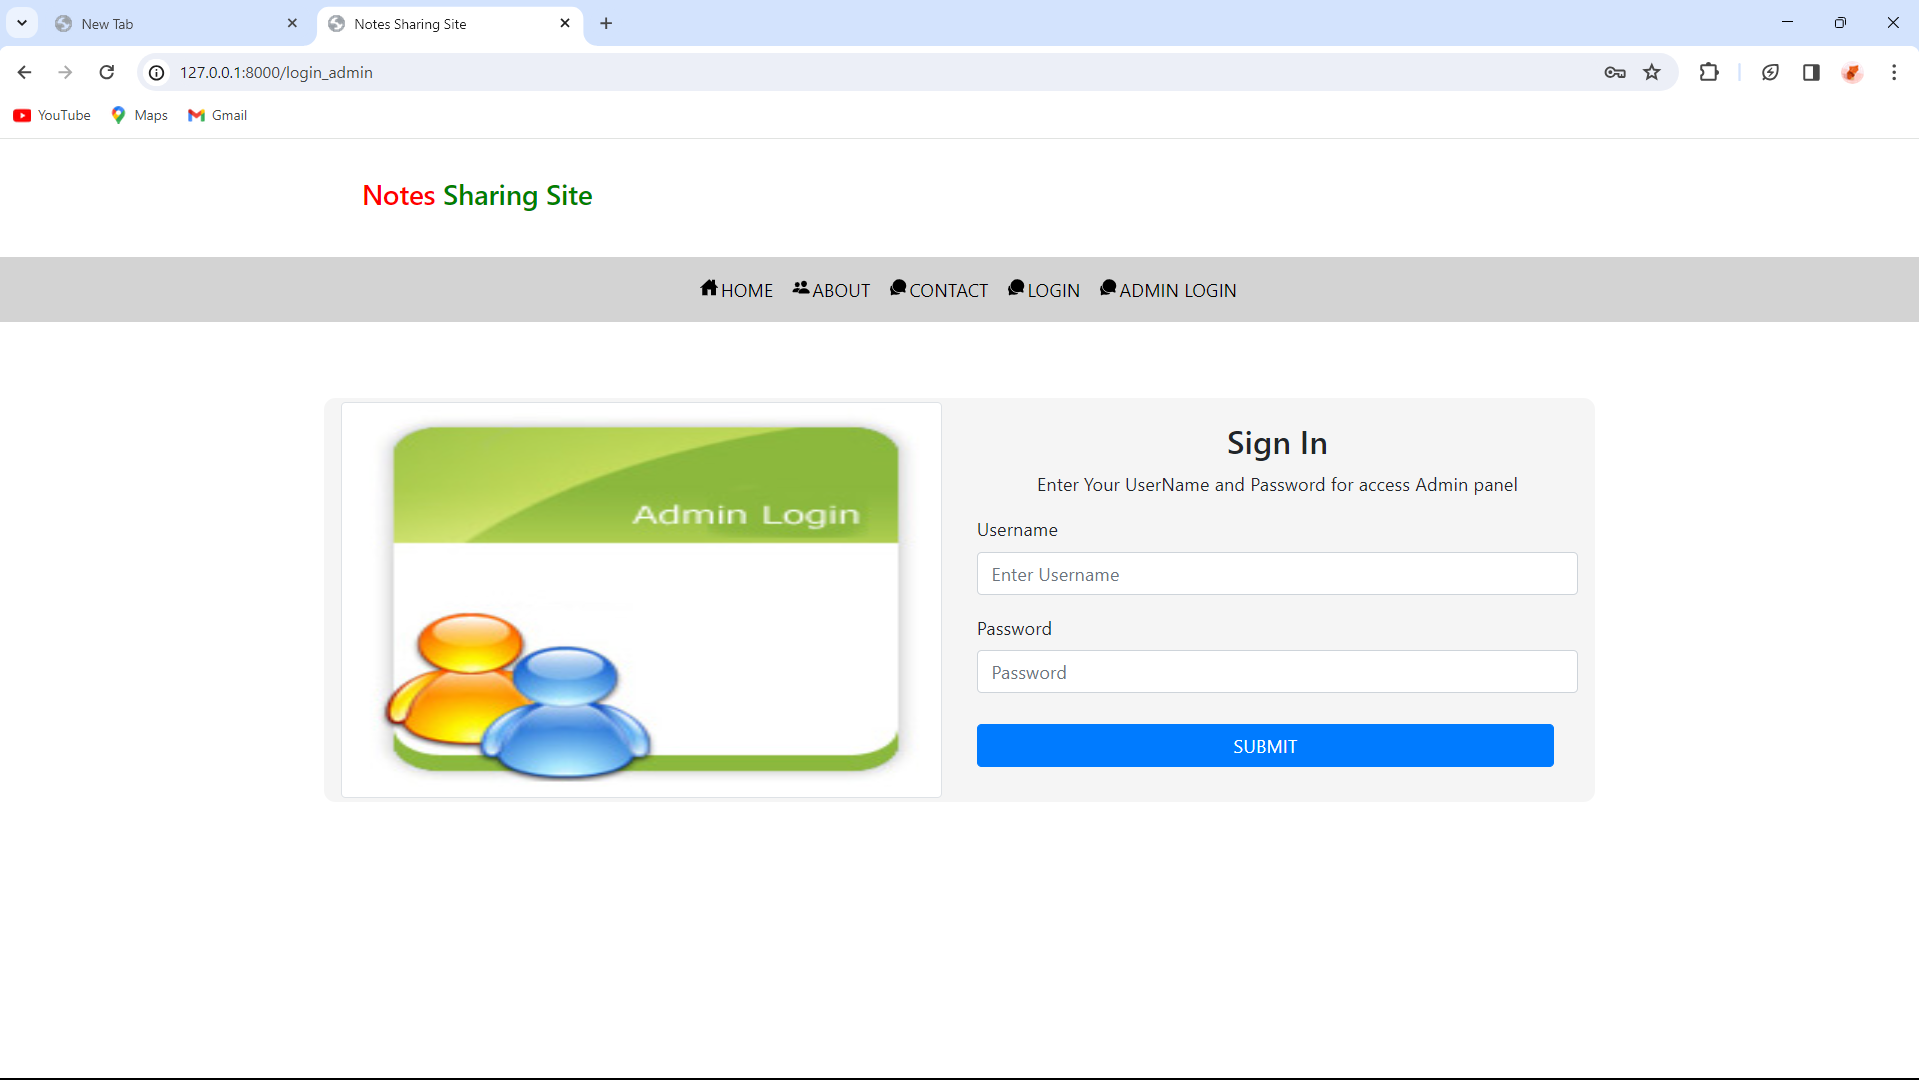 New Tab
Notes Sharing Site
127.0.0.1:8000/login_admin
YouTube Maps Gmail
Notes Sharing Site
HOME ABOUT CONTACT LOGIN ADMIN LOGIN
Admin Login
Sign In
Enter Your UserName and Password for access Admin panel
Username
Enter Username
Password
Password
SUBMIT